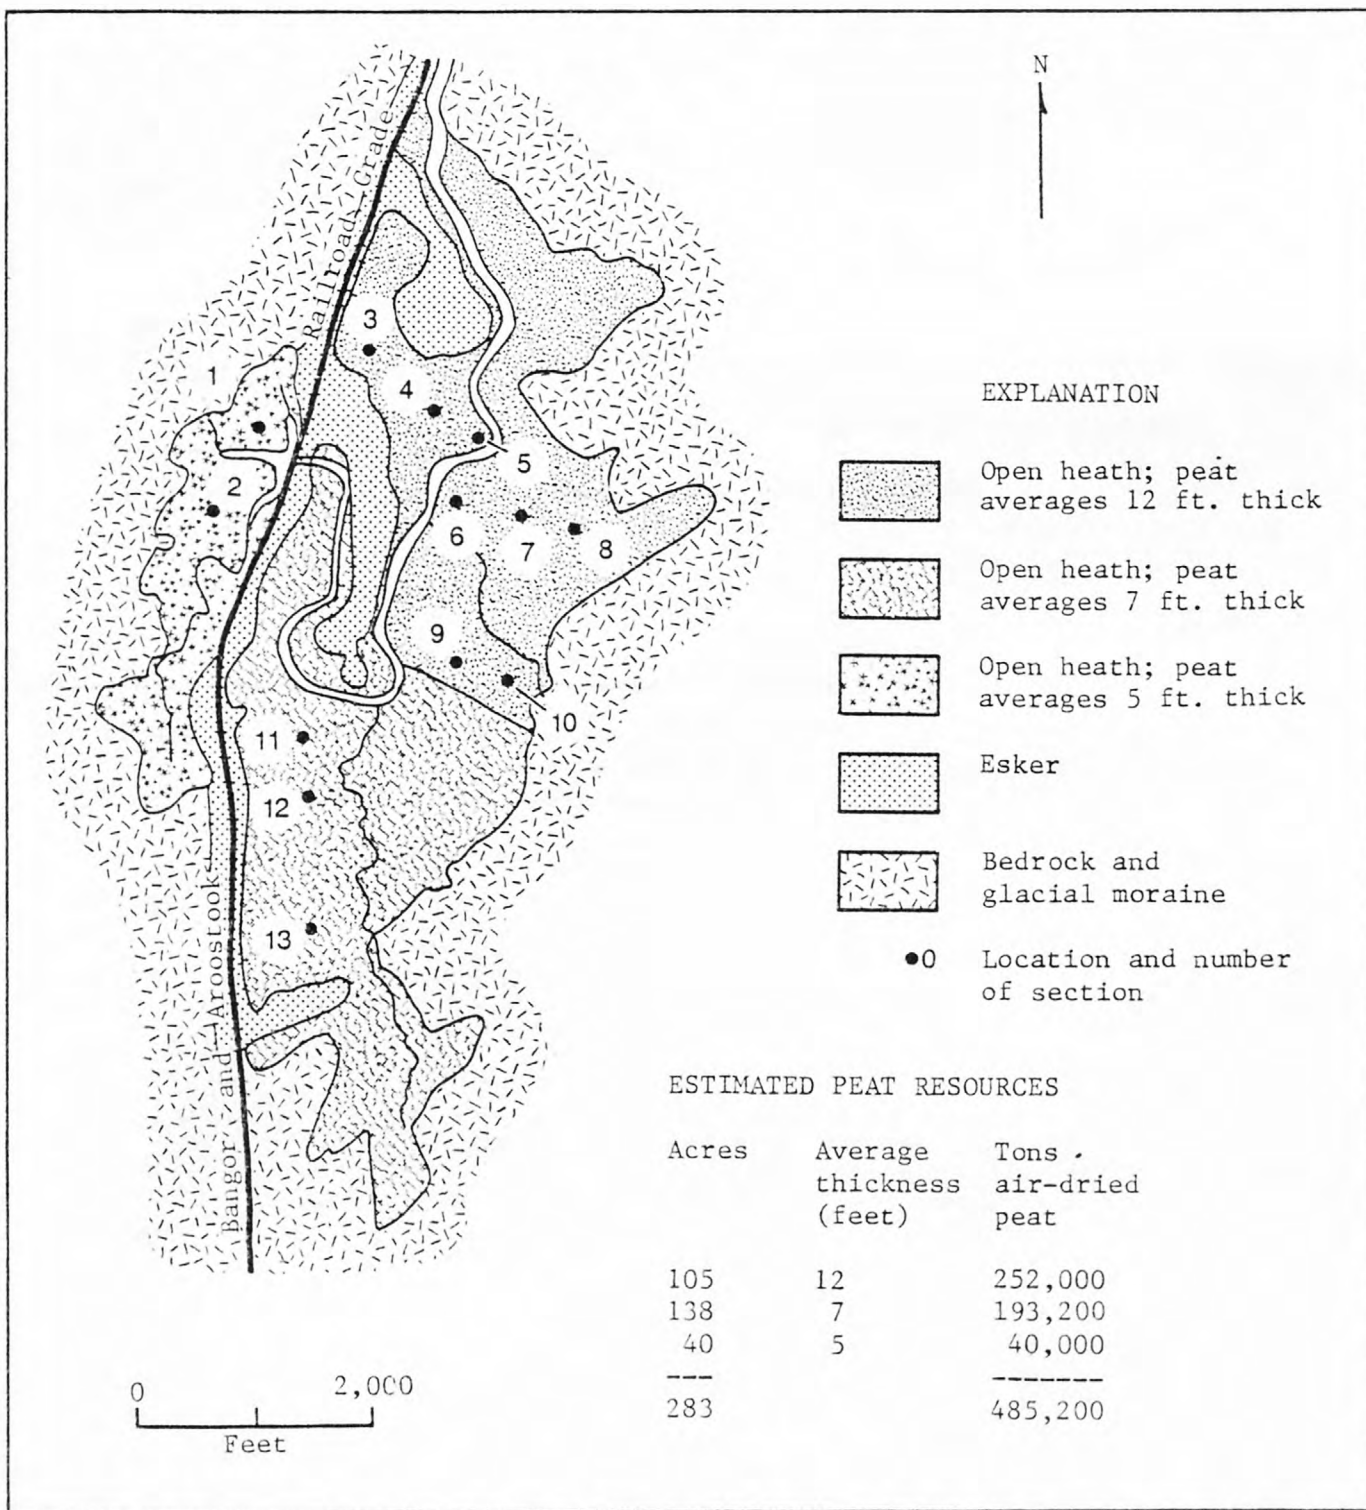 N
Bangor and Aroostook Railroad Grade
1
2
3
4
5
6
7
8
9
10
11
12
13
EXPLANATION
Open heath; peat
averages 12 ft. thick
Open heath; peat
averages 7 ft. thick
Open heath; peat
averages 5 ft. thick
Esker
Bedrock and
glacial moraine
0 Location and number
of section
ESTIMATED PEAT RESOURCES
Acres Average Tons
thickness air-dried
(feet) peat
105 12 252,000
138 7 193,200
40 5 40,000
--- -------
283 485,200
0 2,000
Feet